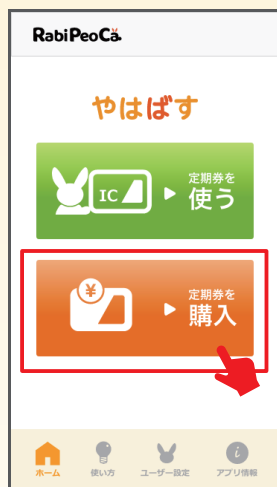 RabiPeoCa
やはばす
定期券を
使う
IC
定期券を
購入
¥
ホーム
使い方
ユーザー設定
アプリ情報
i